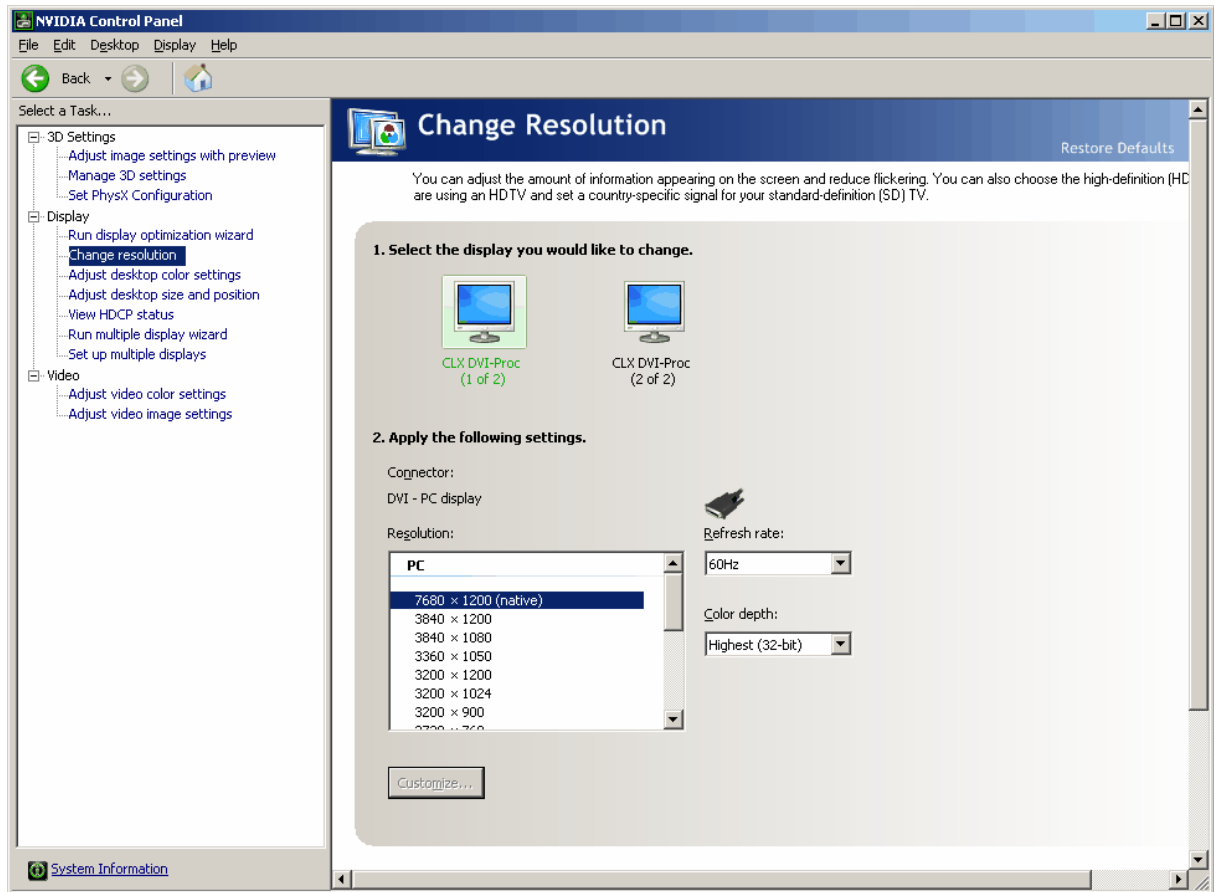 NVIDIA Control Panel
File Edit Desktop Display Help
Back
Select a Task...
3D Settings
Adjust image settings with preview
Manage 3D settings
Set PhysX Configuration
Display
Run display optimization wizard
Change resolution
Adjust desktop color settings
Adjust desktop size and position
View HDCP status
Run multiple display wizard
Set up multiple displays
Video
Adjust video color settings
Adjust video image settings
System Information
Change Resolution
Restore Defaults
You can adjust the amount of information appearing on the screen and reduce flickering. You can also choose the high-definition (HD
are using an HDTV and set a country-specific signal for your standard-definition (SD) TV.
1. Select the display you would like to change.
CLX DVI-Proc
(1 of 2)
CLX DVI-Proc
(2 of 2)
2. Apply the following settings.
Connector:
DVI - PC display
Resolution:
PC
7680 × 1200 (native)
3840 × 1200
3840 × 1080
3360 × 1050
3200 × 1200
3200 × 1024
3200 × 900
Refresh rate:
60Hz
Color depth:
Highest (32-bit)
Customize...